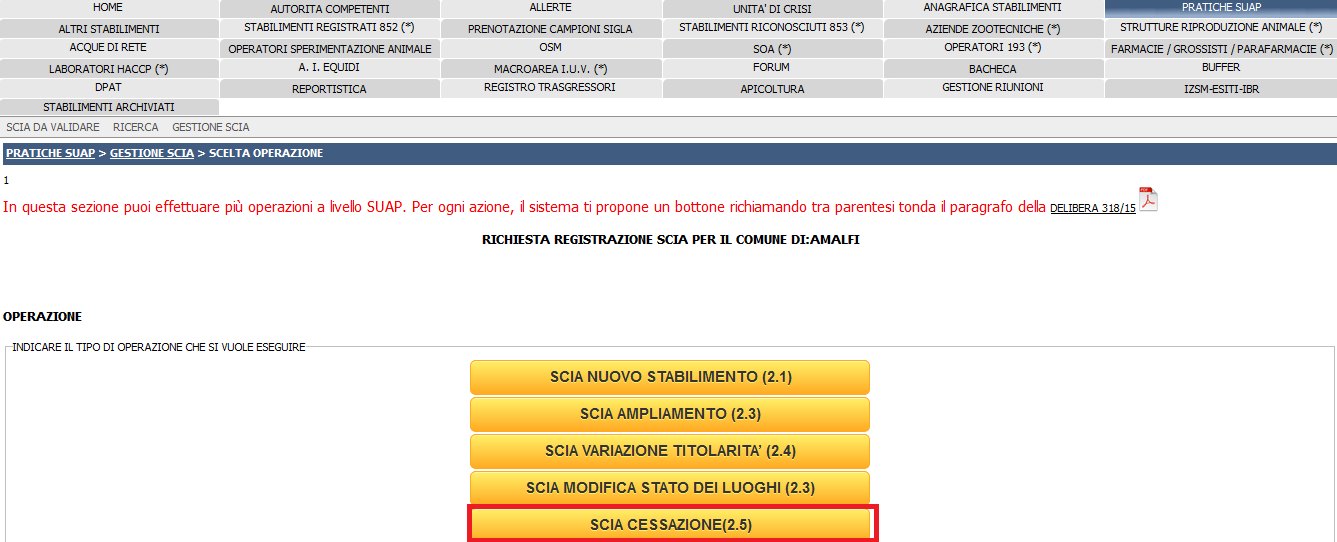 HOME AUTORITA COMPETENTI ALLERTE UNITA' DI CRISI ANAGRAFICA STABILIMENTI PRATICHE SUAP
ALTRI STABILIMENTI STABILIMENTI REGISTRATI 852 (*) PRENOTAZIONE CAMPIONI SIGLA STABILIMENTI RICONOSCIUTI 853 (*) AZIENDE ZOOTECNICHE (*) STRUTTURE RIPRODUZIONE ANIMALE (*)
ACQUE DI RETE OPERATORI SPERIMENTAZIONE ANIMALE OSM SOA (*) OPERATORI 193 (*) FARMACIE / GROSSISTI / PARAFARMACIE (*)
LABORATORI HACCP (*) A. I. EQUIDI MACROAREA I.U.V. (*) FORUM BACHECA BUFFER
DPAT REPORTISTICA REGISTRO TRASGRESSORI APICOLTURA GESTIONE RIUNIONI IZSM-ESITI-IBR
STABILIMENTI ARCHIVIATI
SCIA DA VALIDARE RICERCA GESTIONE SCIA
PRATICHE SUAP > GESTIONE SCIA > SCELTA OPERAZIONE
1
In questa sezione puoi effettuare più operazioni a livello SUAP. Per ogni azione, il sistema ti propone un bottone richiamando tra parentesi tonda il paragrafo della DELIBERA 318/15
RICHIESTA REGISTRAZIONE SCIA PER IL COMUNE DI:AMALFI
OPERAZIONE
INDICARE IL TIPO DI OPERAZIONE CHE SI VUOLE ESEGUIRE
SCIA NUOVO STABILIMENTO (2.1)
SCIA AMPLIAMENTO (2.3)
SCIA VARIAZIONE TITOLARITA' (2.4)
SCIA MODIFICA STATO DEI LUOGHI (2.3)
SCIA CESSAZIONE(2.5)